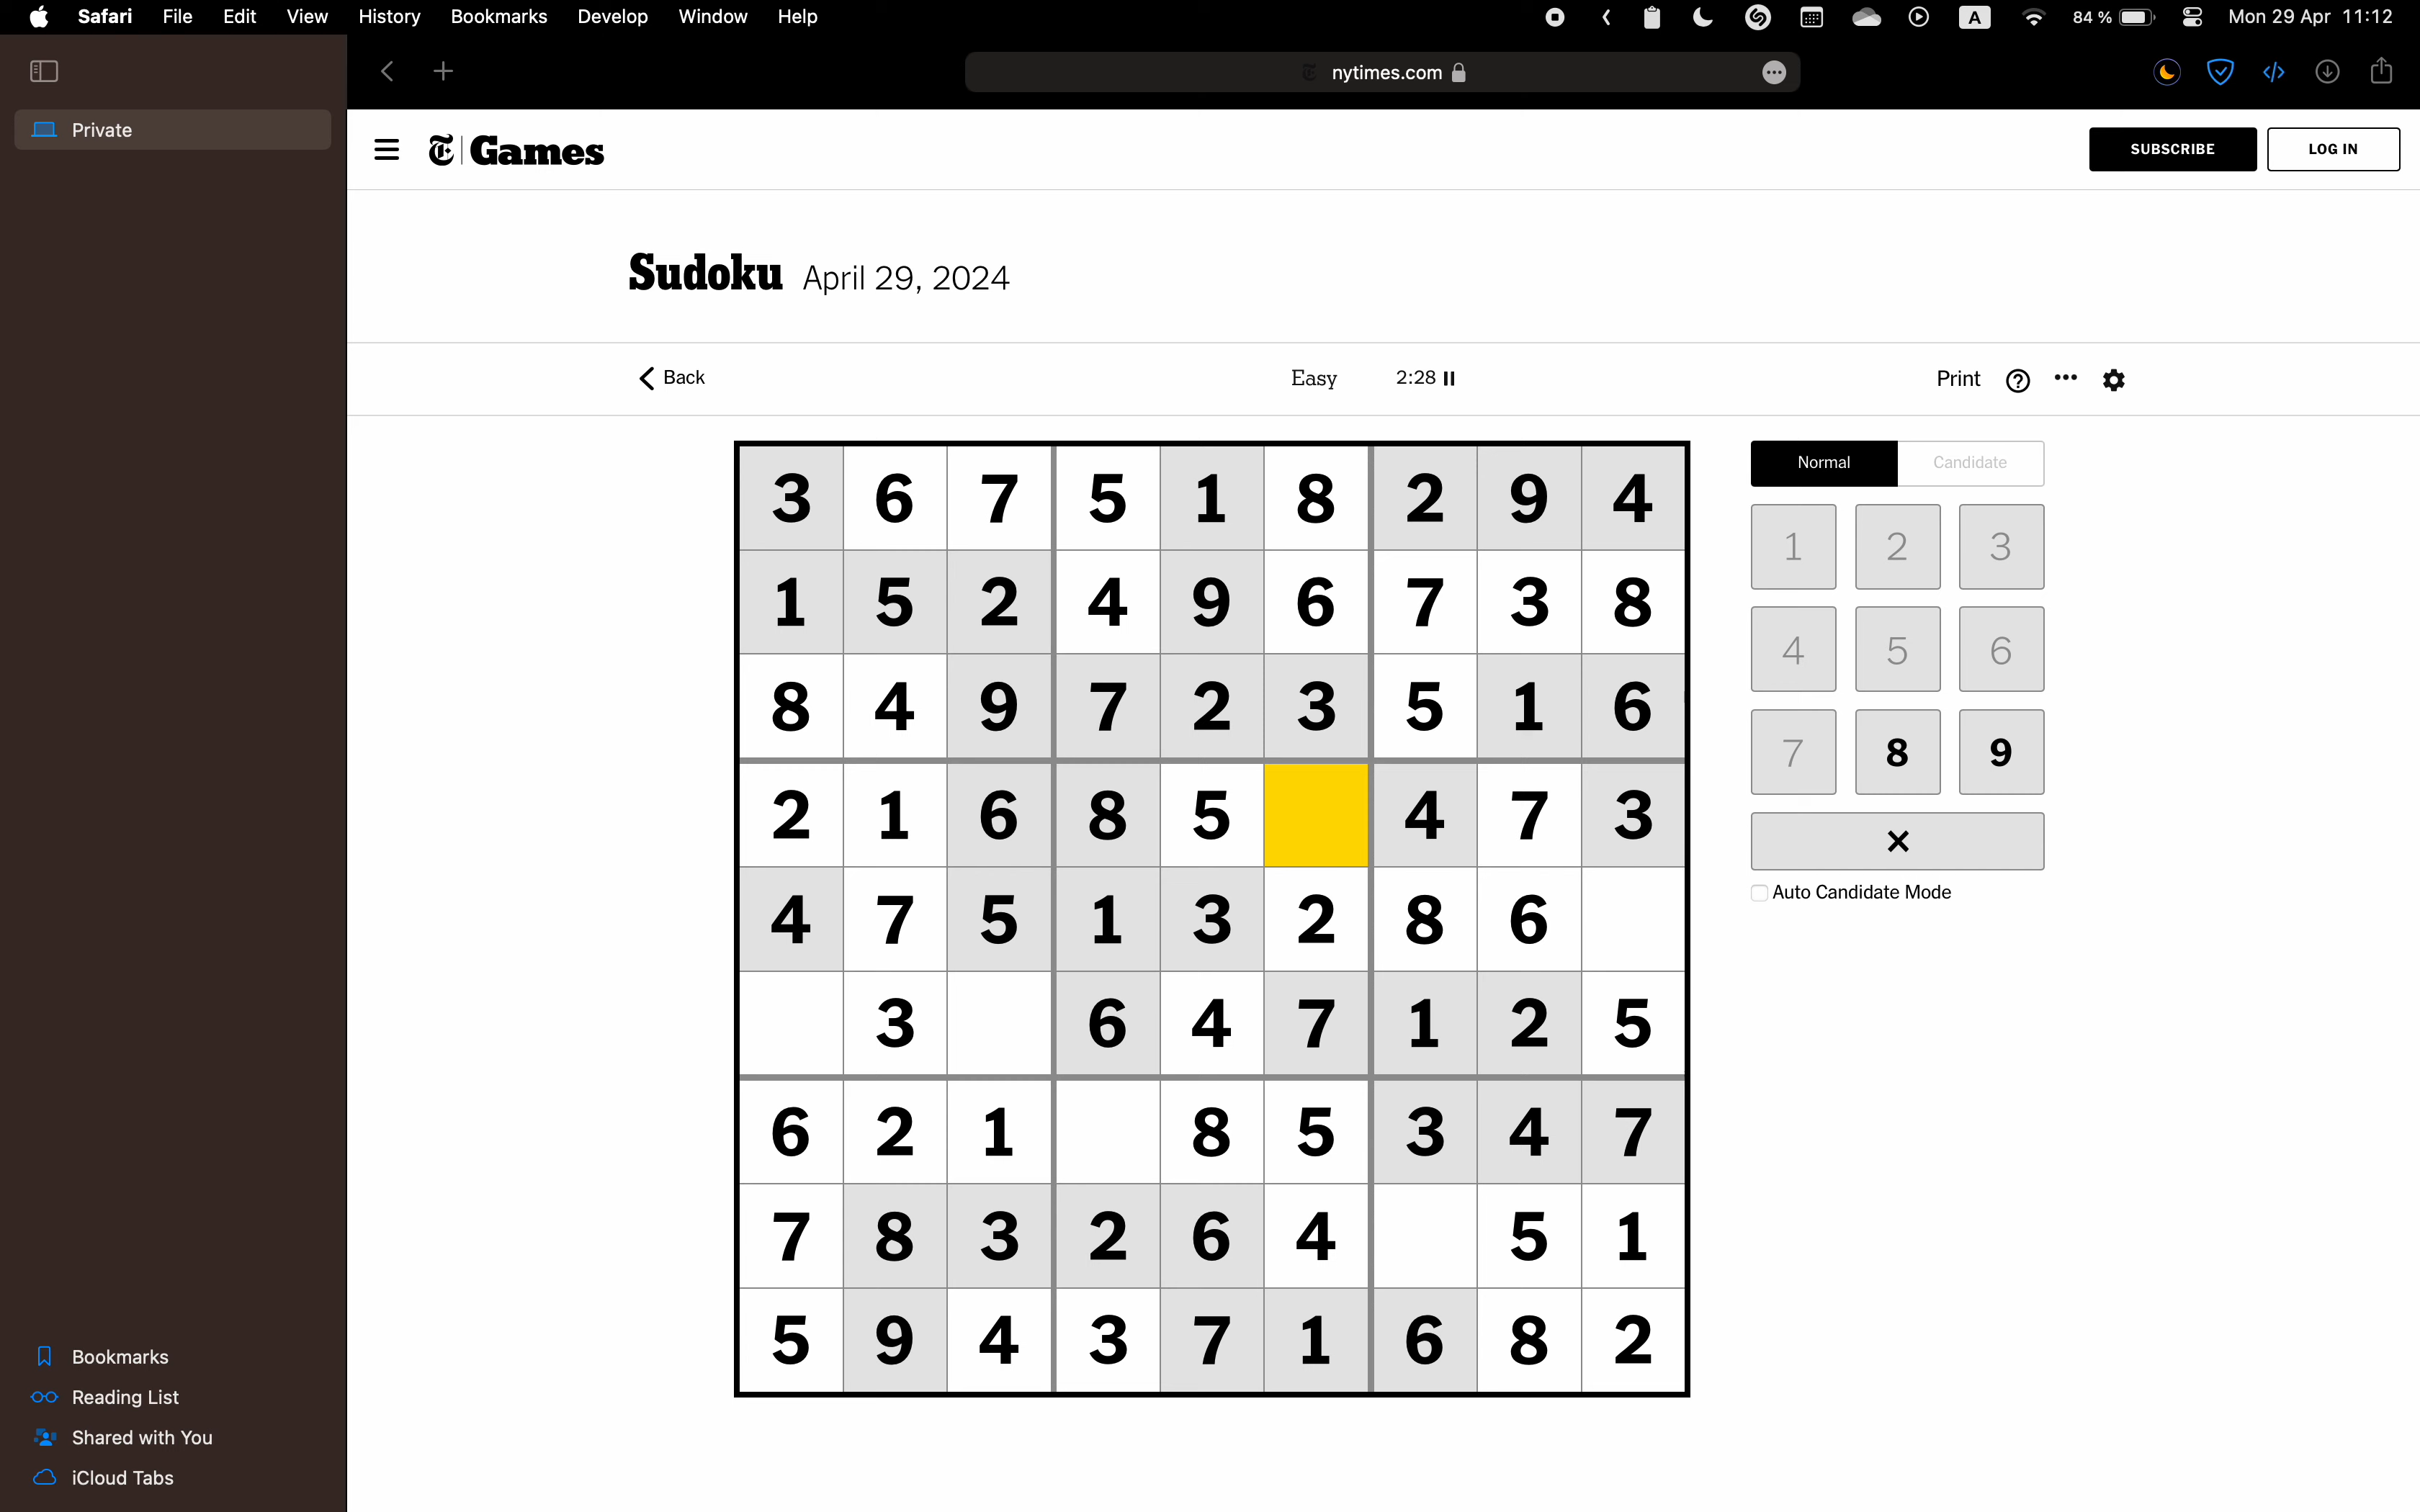 Safari File Edit View History Bookmarks Develop Window Help A 84 % Mon 29 Apr 11:12
nytimes.com
Private
T Games
SUBSCRIBE LOG IN
Sudoku April 29, 2024
Back Easy 2:28 Print ? •••
Normal Candidate
3 6 7 5 1 8 2 9 4
1 5 2 4 9 6 7 3 8
8 4 9 7 2 3 5 1 6
2 1 6 8 5 4 7 3
4 7 5 1 3 2 8 6
3 6 4 7 1 2 5
6 2 1 8 5 3 4 7
7 8 3 2 6 4 5 1
5 9 4 3 7 1 6 8 2
1 2 3
4 5 6
7 8 9
×
Auto Candidate Mode
Bookmarks
Reading List
Shared with You
iCloud Tabs